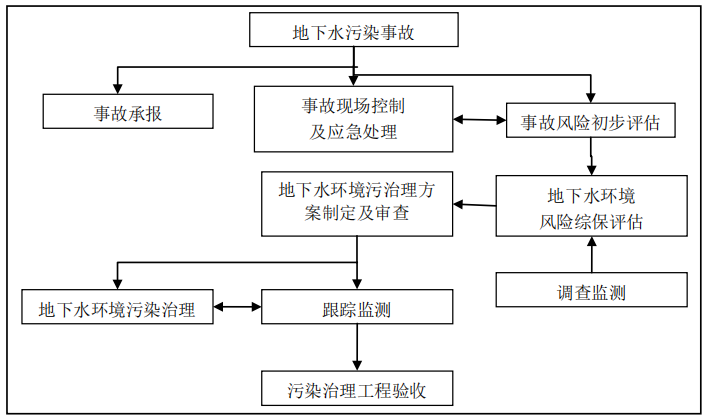 地下水污染事故
事故承报
事故现场控制
及应急处理
事故风险初步评估
地下水环境污治理方
案制定及审查
地下水环境
风险综保评估
调查监测
地下水环境污染治理
跟踪监测
污染治理工程验收